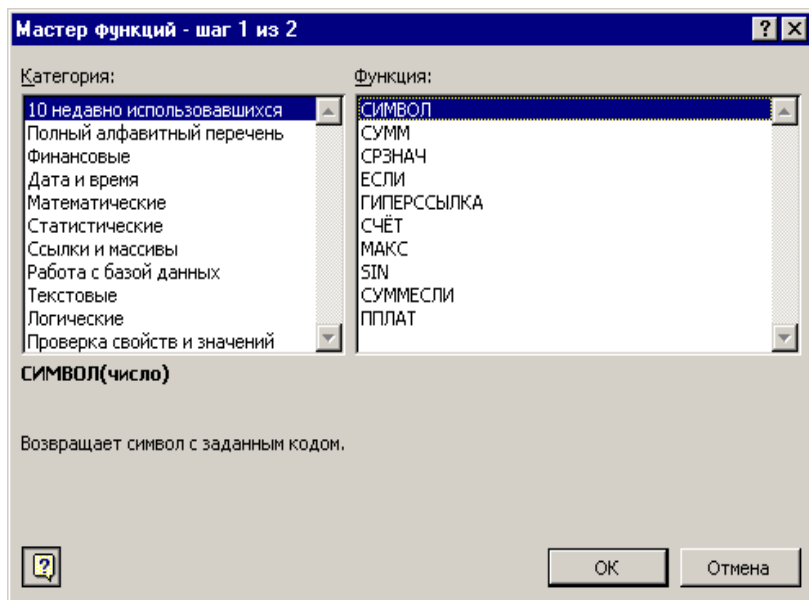 Мастер функций - шаг 1 из 2
Категория:
Функция:
10 недавно использовавшихся
Полный алфавитный перечень
Финансовые
Дата и время
Математические
Статистические
Ссылки и массивы
Работа с базой данных
Текстовые
Логические
Проверка свойств и значений
СИМВОЛ
СУММ
СРЗНАЧ
ЕСЛИ
ГИПЕРССЫЛКА
СЧЁТ
МАКС
SIN
СУММЕСЛИ
ППЛАТ
СИМВОЛ(число)
Возвращает символ с заданным кодом.
OK
Отмена